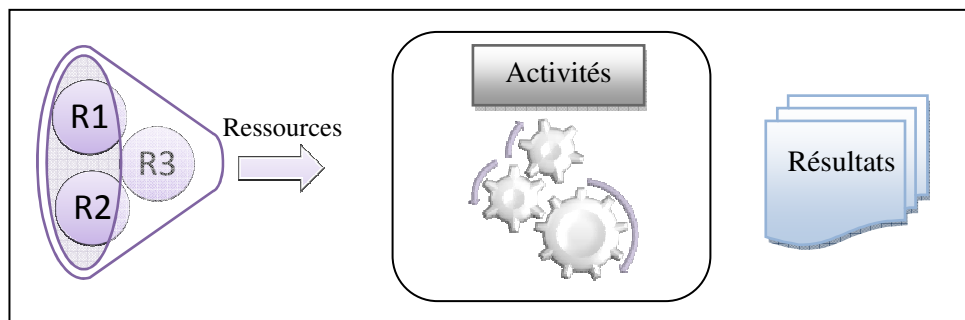 R1
R2
R3
Ressources
Activités
Résultats